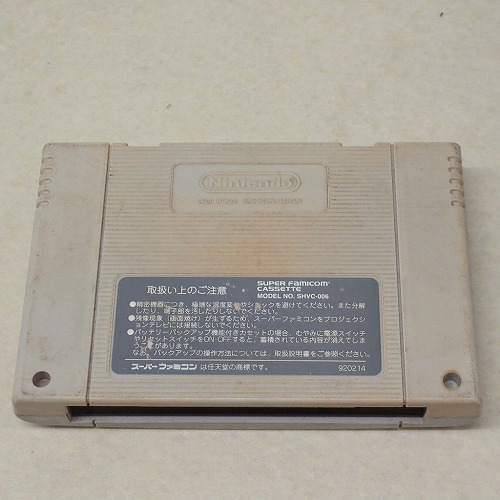 Nintendo
取扱い上のご注意
SUPER FAMICOM™
CASSETTE
MODEL NO. SHVC-006
●精密機器につき、極端な温度変化やショックを避けてください。また分解
したり、端子部を汚したりしないでください。
●残像現象(画面焼け)が生ずるため、スーパーファミコンをプロジェクション
テレビには接続しないでください。
●バッテリーバックアップ機能付きカセットの場合、むやみに電源スイッチ
やリセットスイッチをON・OFFすると、蓄積されている内容が消えてしま
うことがあります。
なお、バックアップの操作方法については、取扱説明書をご参照ください。
スーパーファミコン は任天堂の商標です。
920214